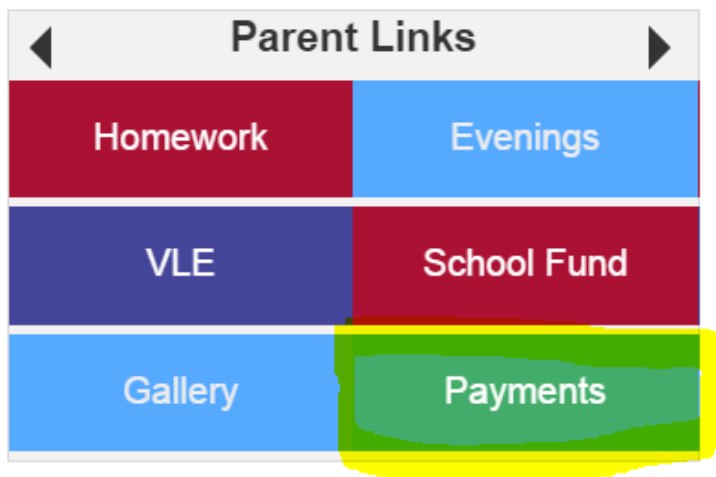 Parent Links
Homework
Evenings
VLE
School Fund
Gallery
Payments